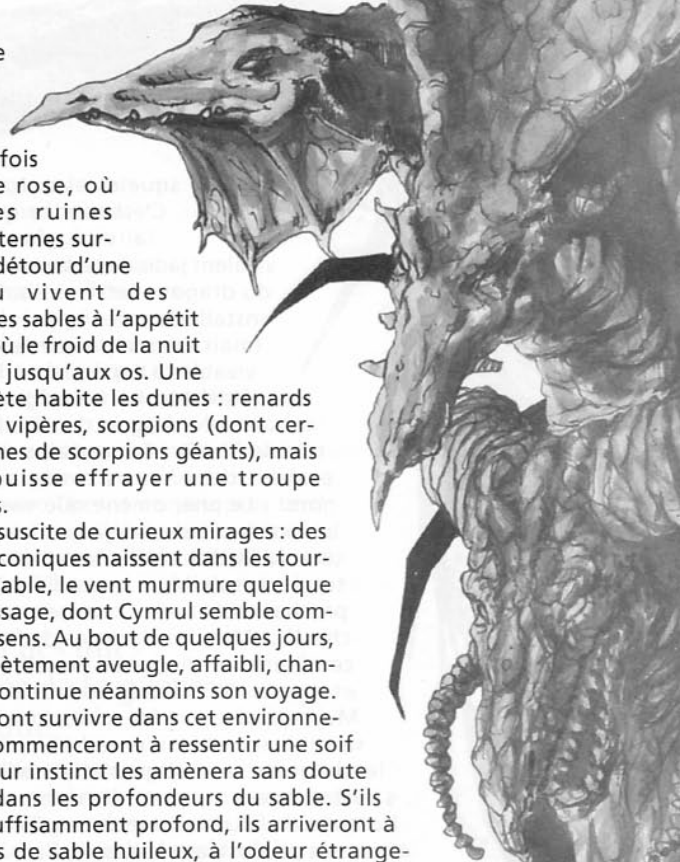 e
fois
e rose, où
es ruines
ternes sur-
détour d'une
vivent des
es sables à l'appétit
ù le froid de la nuit
jusqu'aux os. Une
ète habite les dunes : renards
vipères, scorpions (dont cer-
nes de scorpions géants), mais
puisse effrayer une troupe
s.
suscite de curieux mirages : des
coniques naissent dans les tour-
able, le vent murmure quelque
ssage, dont Cymrul semble com-
sens. Au bout de quelques jours,
ètement aveugle, affaibli, chan-
ontinue néanmoins son voyage.
ont survivre dans cet environne-
ommenceront à ressentir une soif
ur instinct les amènera sans doute
dans les profondeurs du sable. S'ils
uffisamment profond, ils arriveront à
s de sable huileux, à l'odeur étrange-